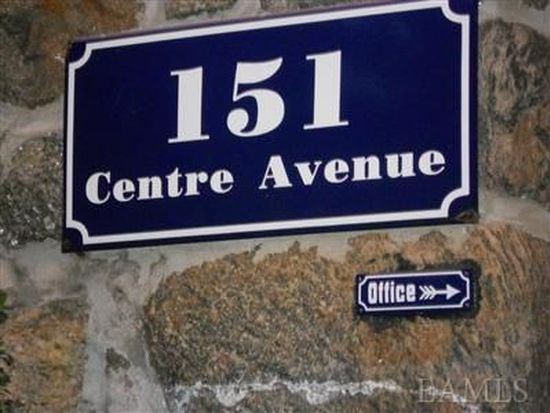 151
Centre Avenue
Office
EAMLS